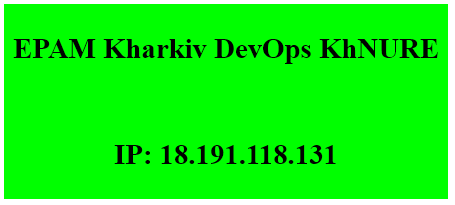 EPAM Kharkiv DevOps KhNURE
IP: 18.191.118.131